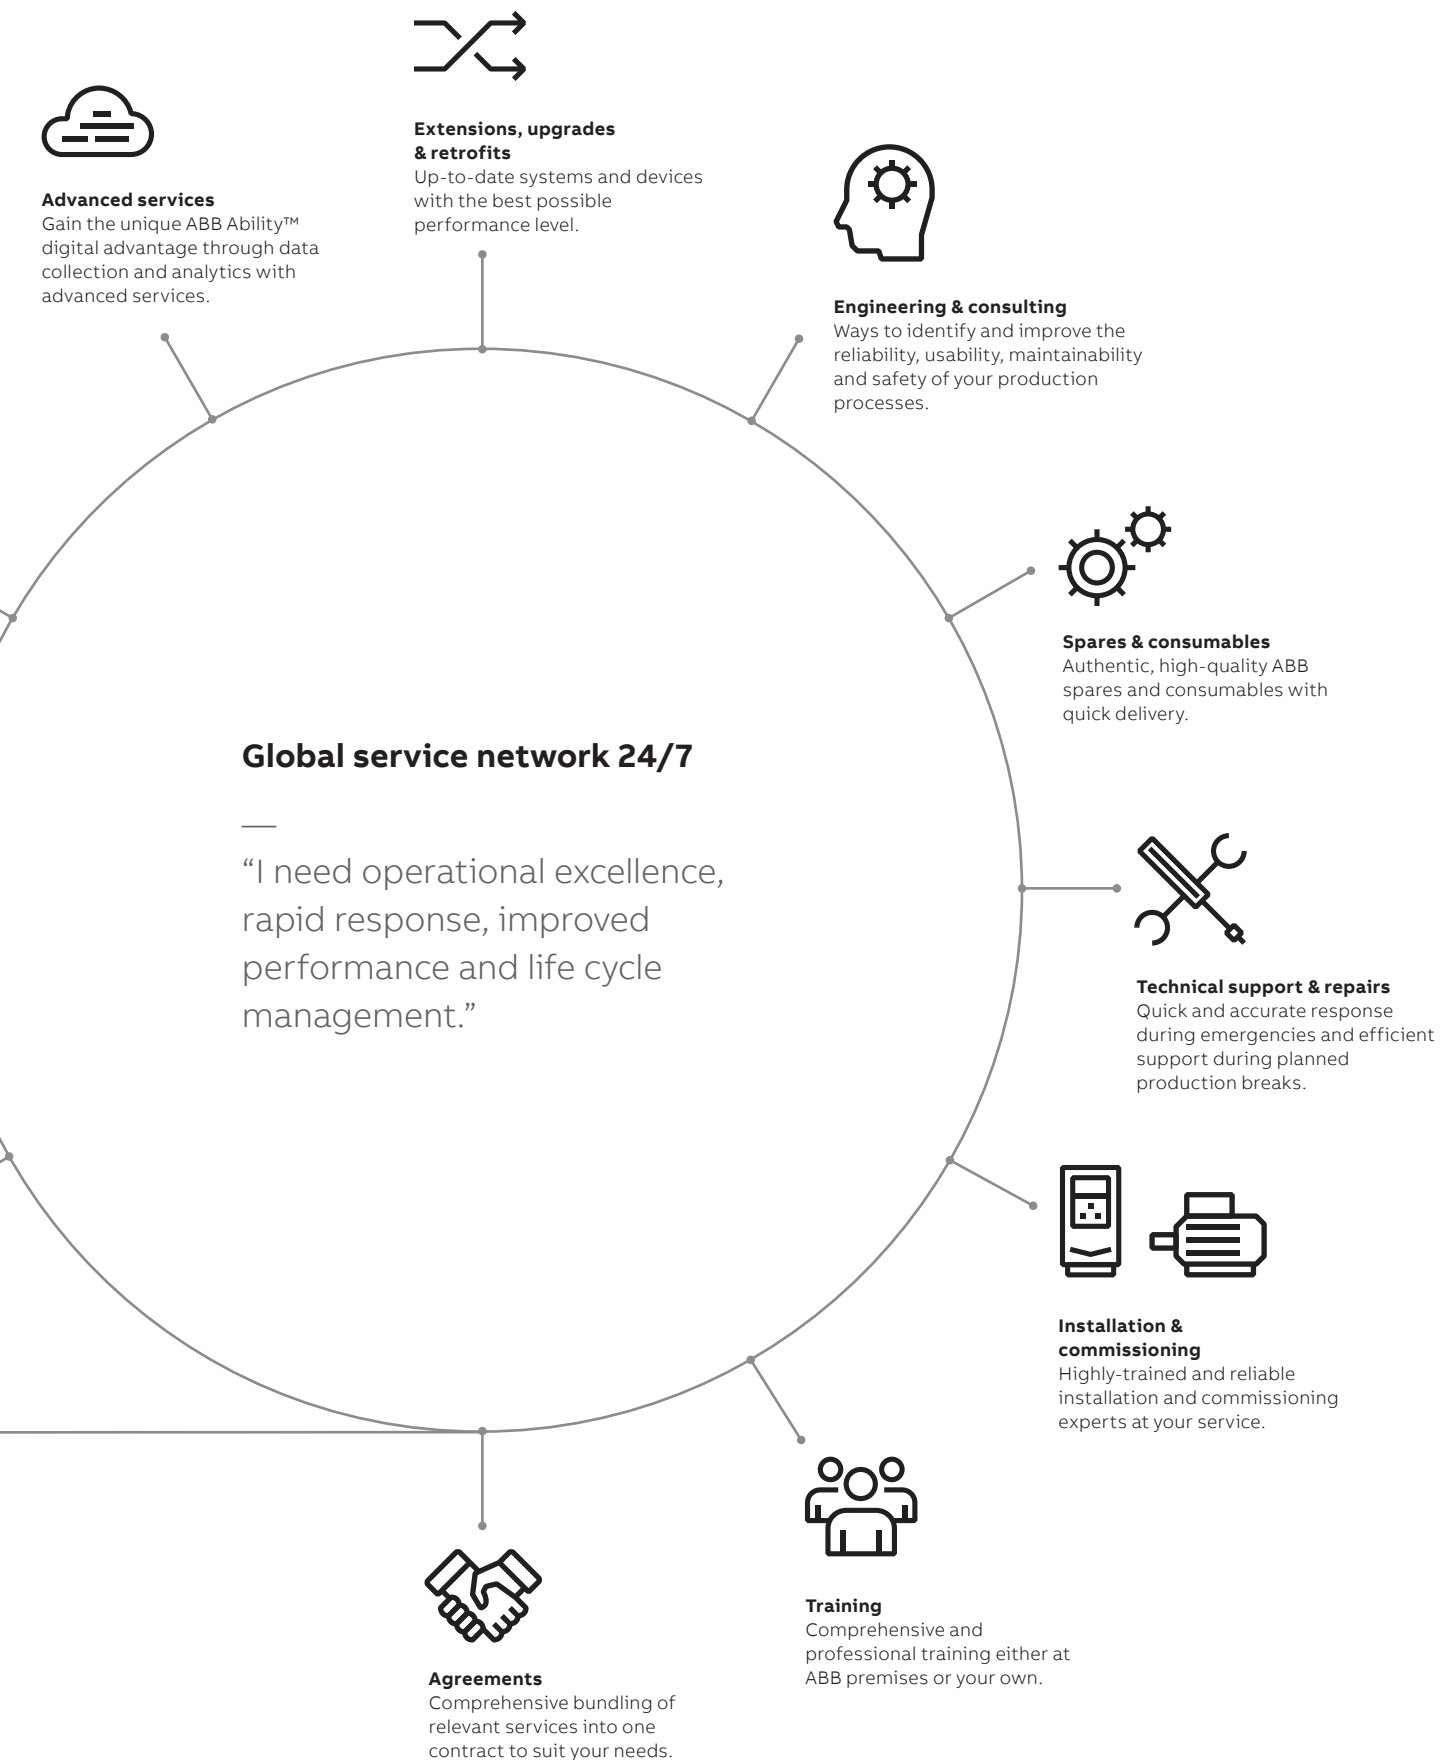 Extensions, upgrades
& retrofits
Up-to-date systems and devices
with the best possible
performance level.
Advanced services
Gain the unique ABB Ability™
digital advantage through data
collection and analytics with
advanced services.
Engineering & consulting
Ways to identify and improve the
reliability, usability, maintainability
and safety of your production
processes.
Spares & consumables
Authentic, high-quality ABB
spares and consumables with
quick delivery.
Global service network 24/7
“I need operational excellence,
rapid response, improved
performance and life cycle
management.”
Technical support & repairs
Quick and accurate response
during emergencies and efficient
support during planned
production breaks.
Installation &
commissioning
Highly-trained and reliable
installation and commissioning
experts at your service.
Training
Comprehensive and
professional training either at
ABB premises or your own.
Agreements
Comprehensive bundling of
relevant services into one
contract to suit your needs.